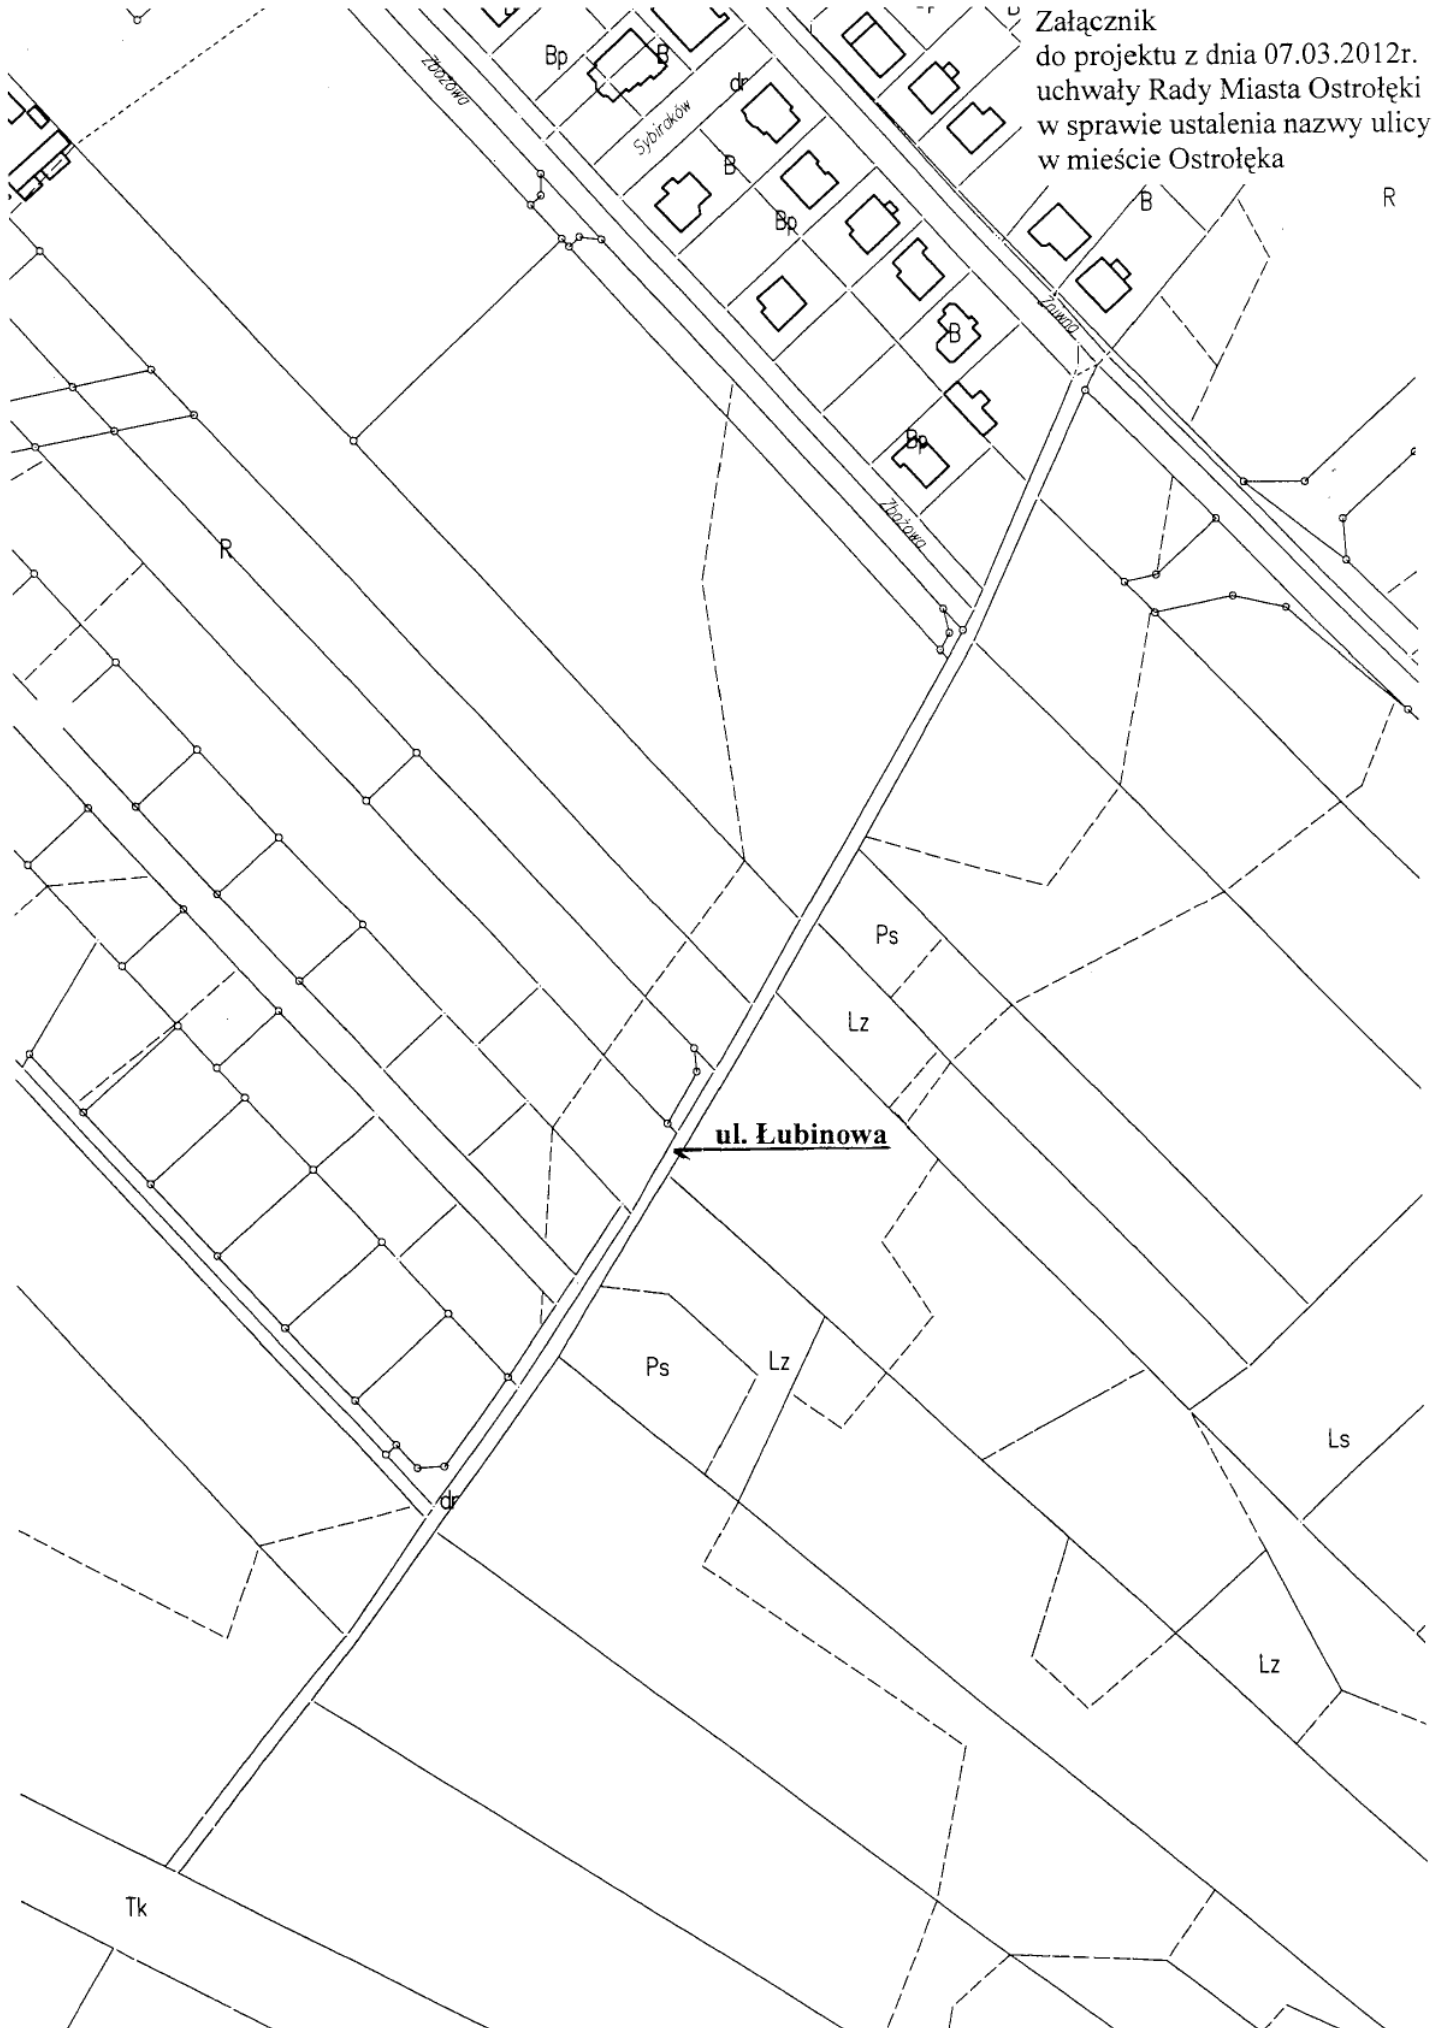 Załącznik
do projektu z dnia 07.03.2012r.
uchwały Rady Miasta Ostrołęki
w sprawie ustalenia nazwy ulicy
w mieście Ostrołęka
Zbożowa
Bp
B
dr
Sybiraków
B
B
R
Bp
R
Żniwna
B
Bp
Zbożowa
R
Ps
Lz
ul. Łubinowa
Ps
Lz
Ls
dr
Lz
Tk